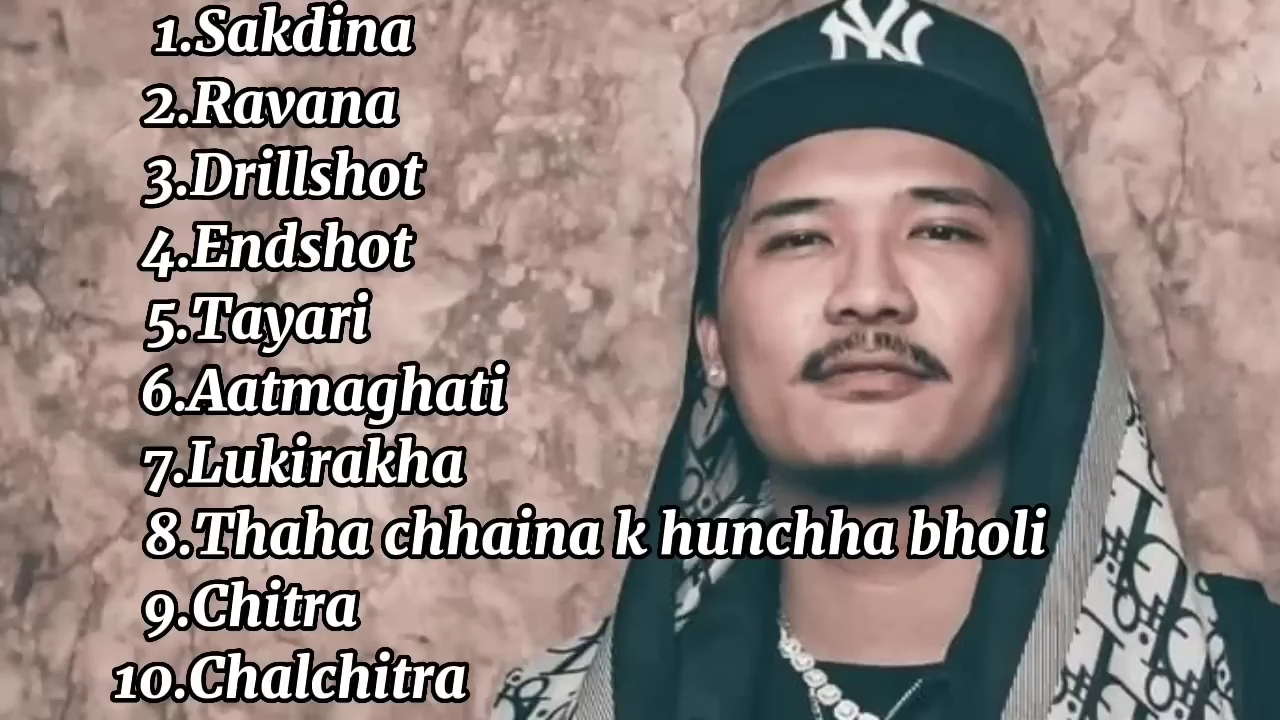 NY
1.Sakdina
2.Ravana
3.Drillshot
4.Endshot
5.Tayari
6.Aatmaghati
7.Lukirakha
8.Thaha chhaina k hunchha bholi
9.Chitra
10.Chalchitra